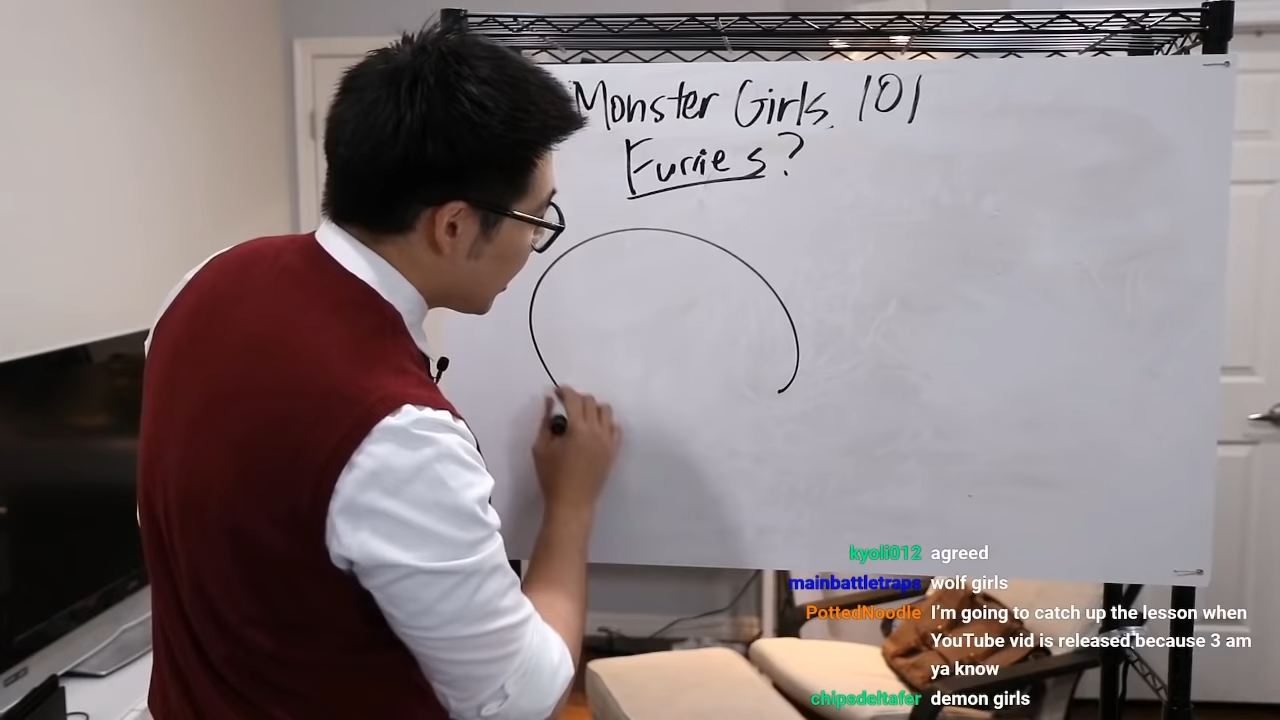 Monster Girls 101
Furries?
kyoli012 agreed
mainbattletraps wolf girls
PottedNoodle I'm going to catch up the lesson when
YouTube vid is released because 3 am
ya know
chipsdeltafer demon girls